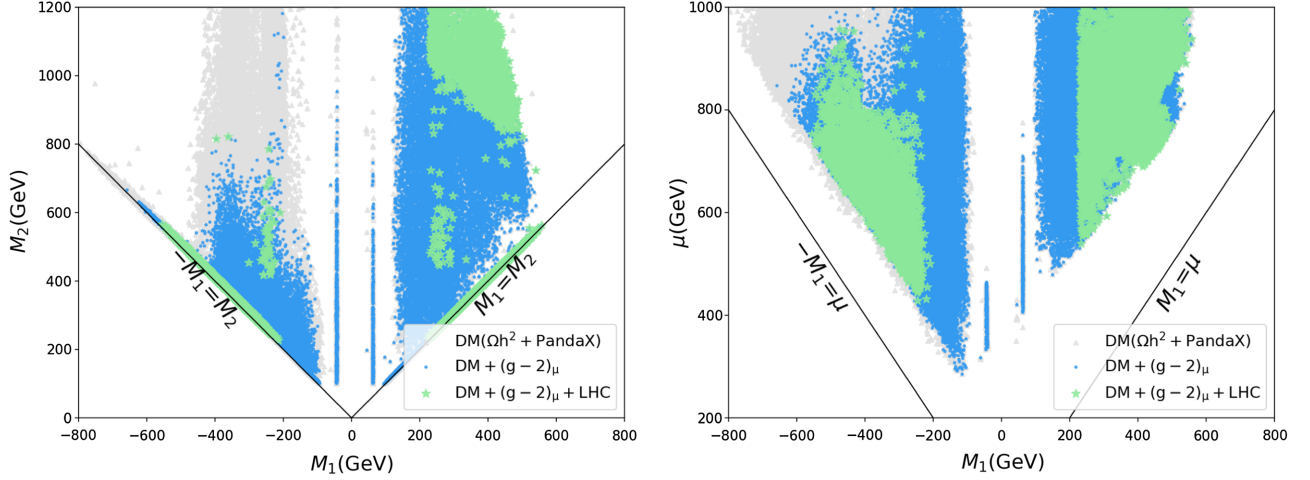 1200
1000
800
600
400
200
0
M₂(GeV)
−M₁=M₂
M₁=M₂
DM(Ωh² + PandaX)
DM + (g − 2)μ
DM + (g − 2)μ + LHC
−800 −600 −400 −200 0 200 400 600 800
M₁(GeV)
1000
800
600
400
200
μ(GeV)
−M₁=μ
M₁=μ
DM(Ωh² + PandaX)
DM + (g − 2)μ
DM + (g − 2)μ + LHC
−800 −600 −400 −200 0 200 400 600 800
M₁(GeV)